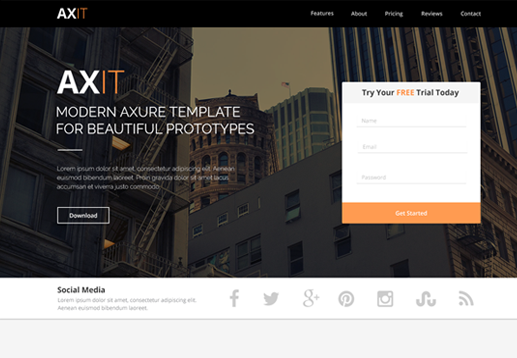 AXIT
Features About Pricing Reviews Contact
AXIT
MODERN AXURE TEMPLATE
FOR BEAUTIFUL PROTOTYPES
Lorem ipsum dolor sit amet, consectetur adipiscing elit. Aenean
euismod bibendum laoreet. Proin gravida dolor sit amet lacus
accumsan et viverra justo commodo.
Download
Try Your FREE Trial Today
Name
Email
Password
Get Started
Social Media
Lorem ipsum dolor sit amet, consectetur adipiscing elit.
Aenean euismod bibendum laoreet.